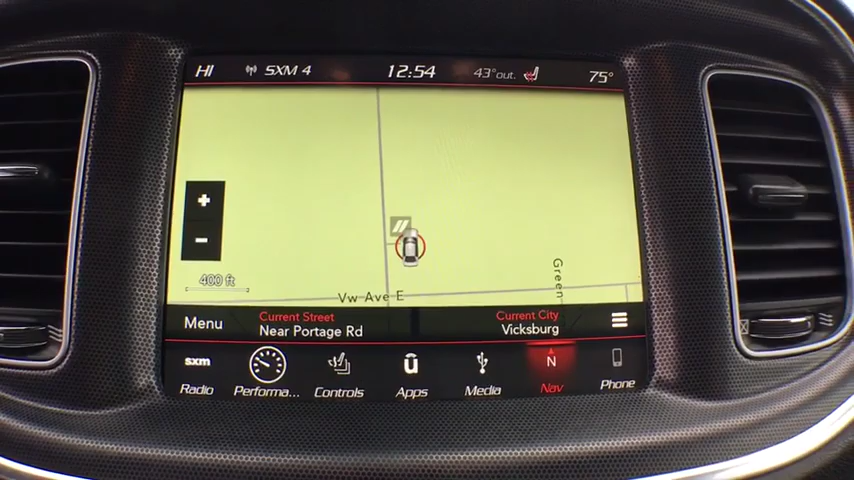 HI SXM 4 12:54 43°out. 75°
+
-
400 ft
Vw Ave E
Green
Menu
Current Street
Near Portage Rd
Current City
Vicksburg
sxm
Radio
Performa...
Controls
ū
Apps
Media
N
Nav
Phone